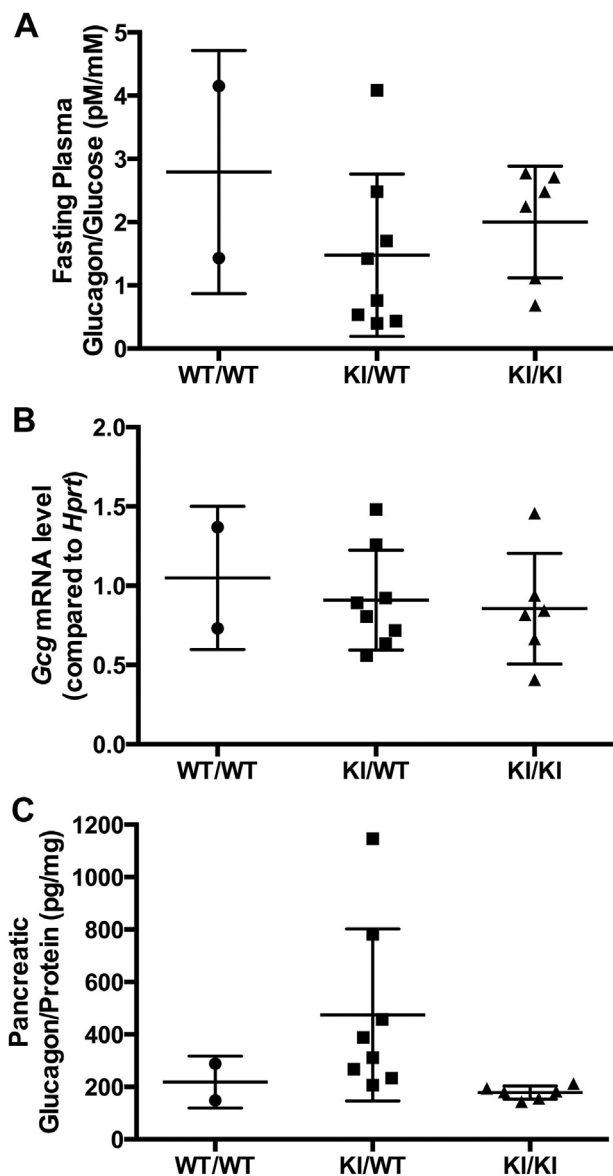 A
Fasting Plasma
Glucagon/Glucose (pM/mM)
5
4
3
2
1
0
WT/WT KI/WT KI/KI
B
Gcg mRNA level
(compared to Hprt)
2.0
1.5
1.0
0.5
0.0
WT/WT KI/WT KI/KI
C
Pancreatic
Glucagon/Protein (pg/mg)
1200
1000
800
600
400
200
0
WT/WT KI/WT KI/KI